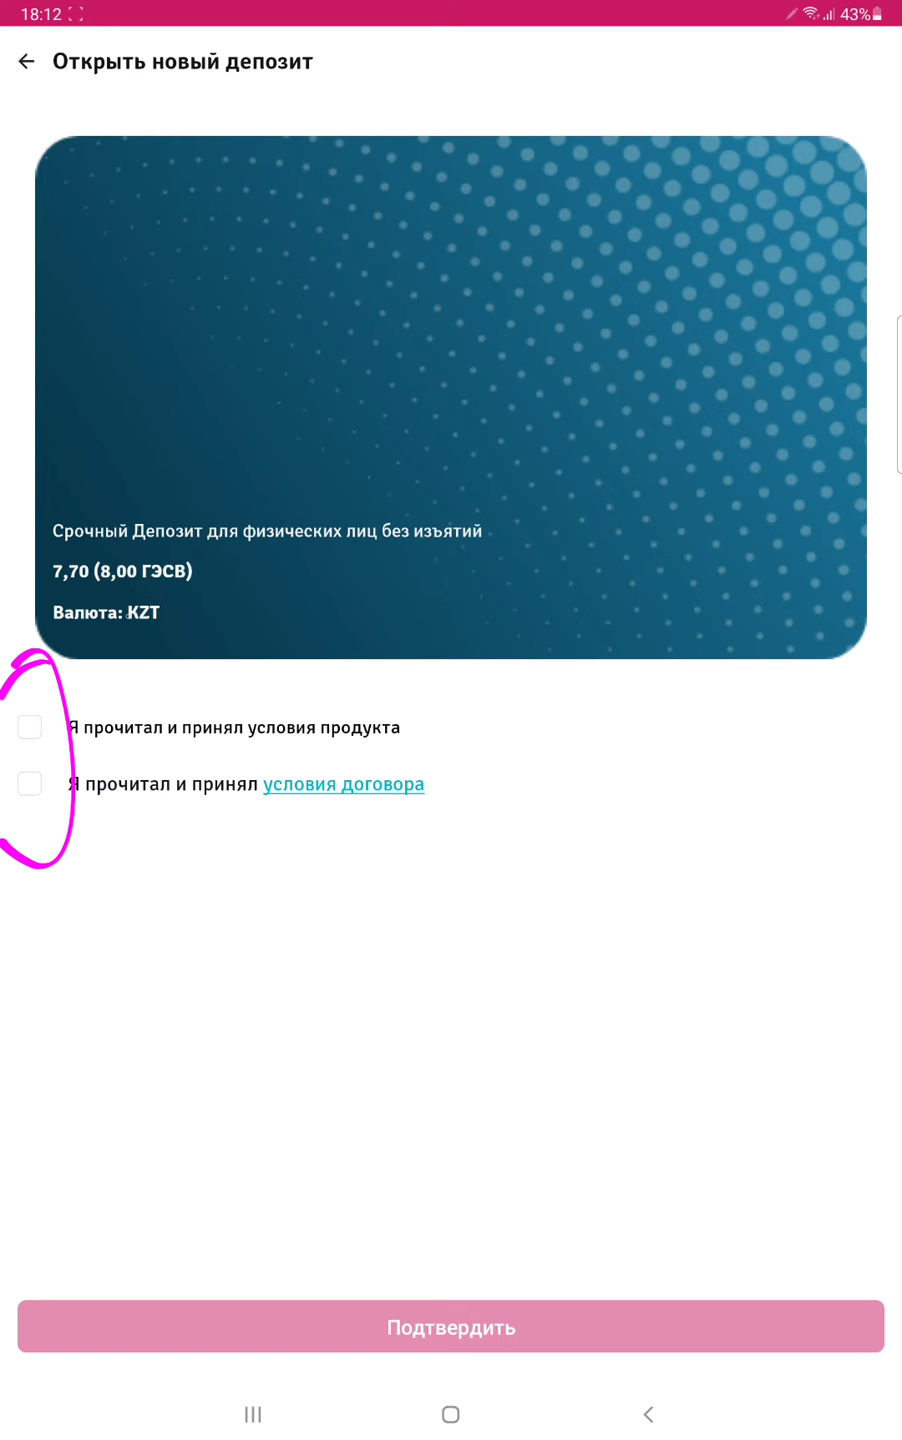 18:12
43%
Открыть новый депозит
Срочный Депозит для физических лиц без изъятий
7,70 (8,00 ГЭСВ)
Валюта: KZT
Я прочитал и принял условия продукта
Я прочитал и принял условия договора
Подтвердить